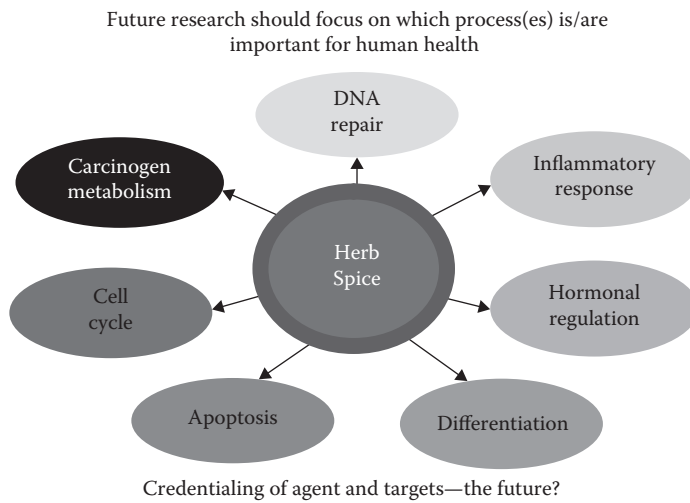 Future research should focus on which process(es) is/are
important for human health
DNA
repair
Carcinogen
metabolism
Inflammatory
response
Herb
Spice
Cell
cycle
Hormonal
regulation
Apoptosis
Differentiation
Credentialing of agent and targets—the future?